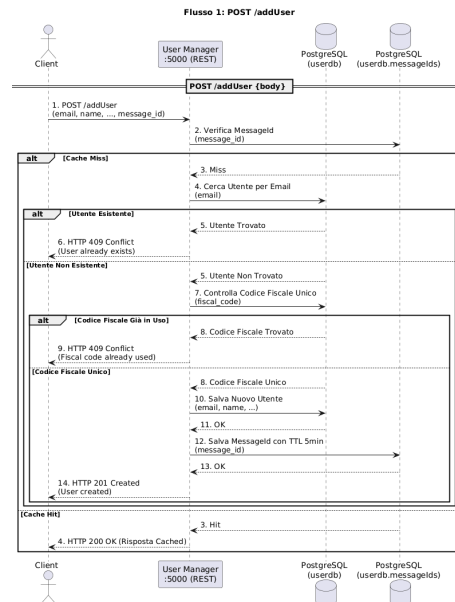 Flusso 1: POST /addUser
Client
User Manager
:5000 (REST)
PostgreSQL
(userdb)
PostgreSQL
(userdb.messageIds)
POST /addUser {body}
1. POST /addUser
(email, name, ..., message_id)
2. Verifica MessageId
(message_id)
alt
[Cache Miss]
3. Miss
4. Cerca Utente per Email
(email)
alt
[Utente Esistente]
5. Utente Trovato
6. HTTP 409 Conflict
(User already exists)
[Utente Non Esistente]
5. Utente Non Trovato
7. Controlla Codice Fiscale Unico
(fiscal_code)
alt
[Codice Fiscale Già in Uso]
8. Codice Fiscale Trovato
9. HTTP 409 Conflict
(Fiscal code already used)
[Codice Fiscale Unico]
8. Codice Fiscale Unico
10. Salva Nuovo Utente
(email, name, ...)
11. OK
12. Salva MessageId con TTL 5min
(message_id)
13. OK
14. HTTP 201 Created
(User created)
[Cache Hit]
3. Hit
4. HTTP 200 OK (Risposta Cached)
Client
User Manager
:5000 (REST)
PostgreSQL
(userdb)
PostgreSQL
(userdb.messageIds)